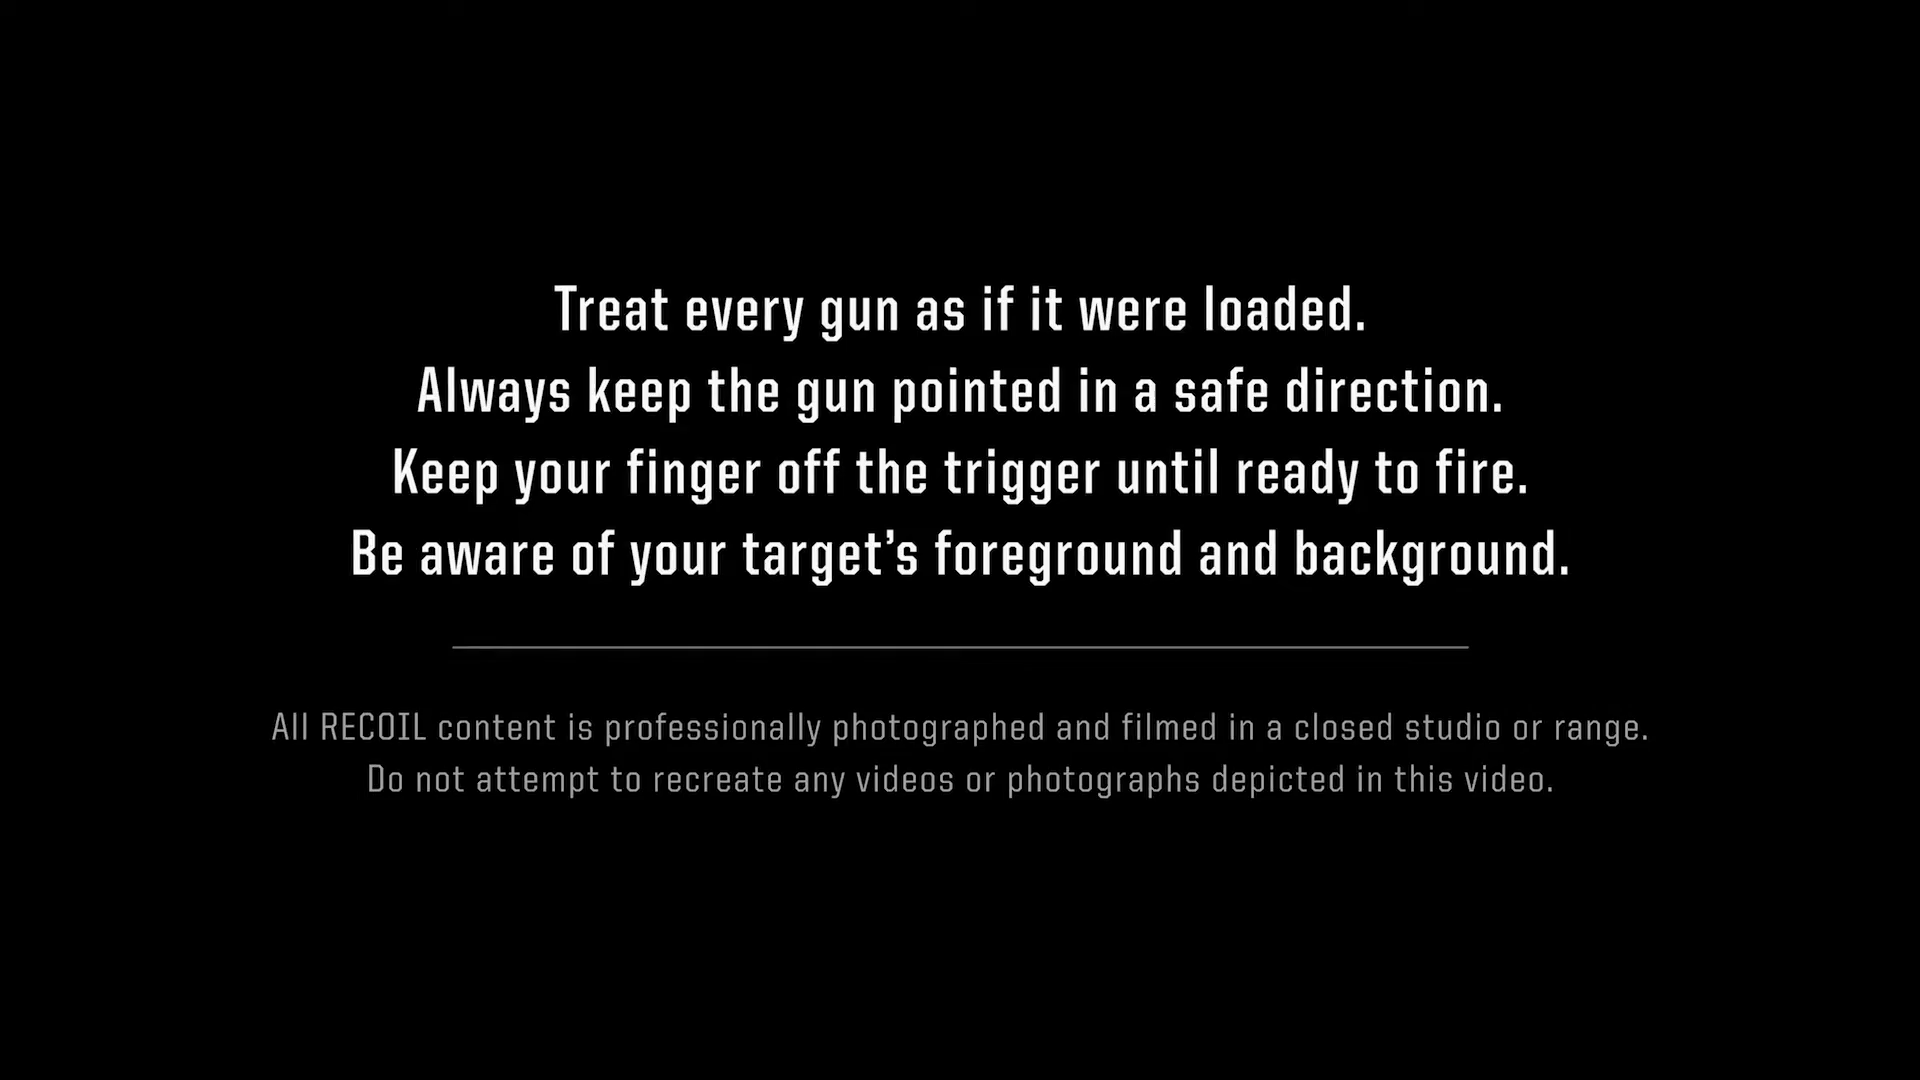 Treat every gun as if it were loaded.
Always keep the gun pointed in a safe direction.
Keep your finger off the trigger until ready to fire.
Be aware of your target’s foreground and background.
All RECOIL content is professionally photographed and filmed in a closed studio or range.
Do not attempt to recreate any videos or photographs depicted in this video.